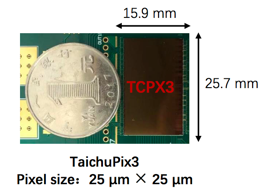 15.9 mm
TCPX3
25.7 mm
TaichuPix3
Pixel size: 25 μm × 25 μm